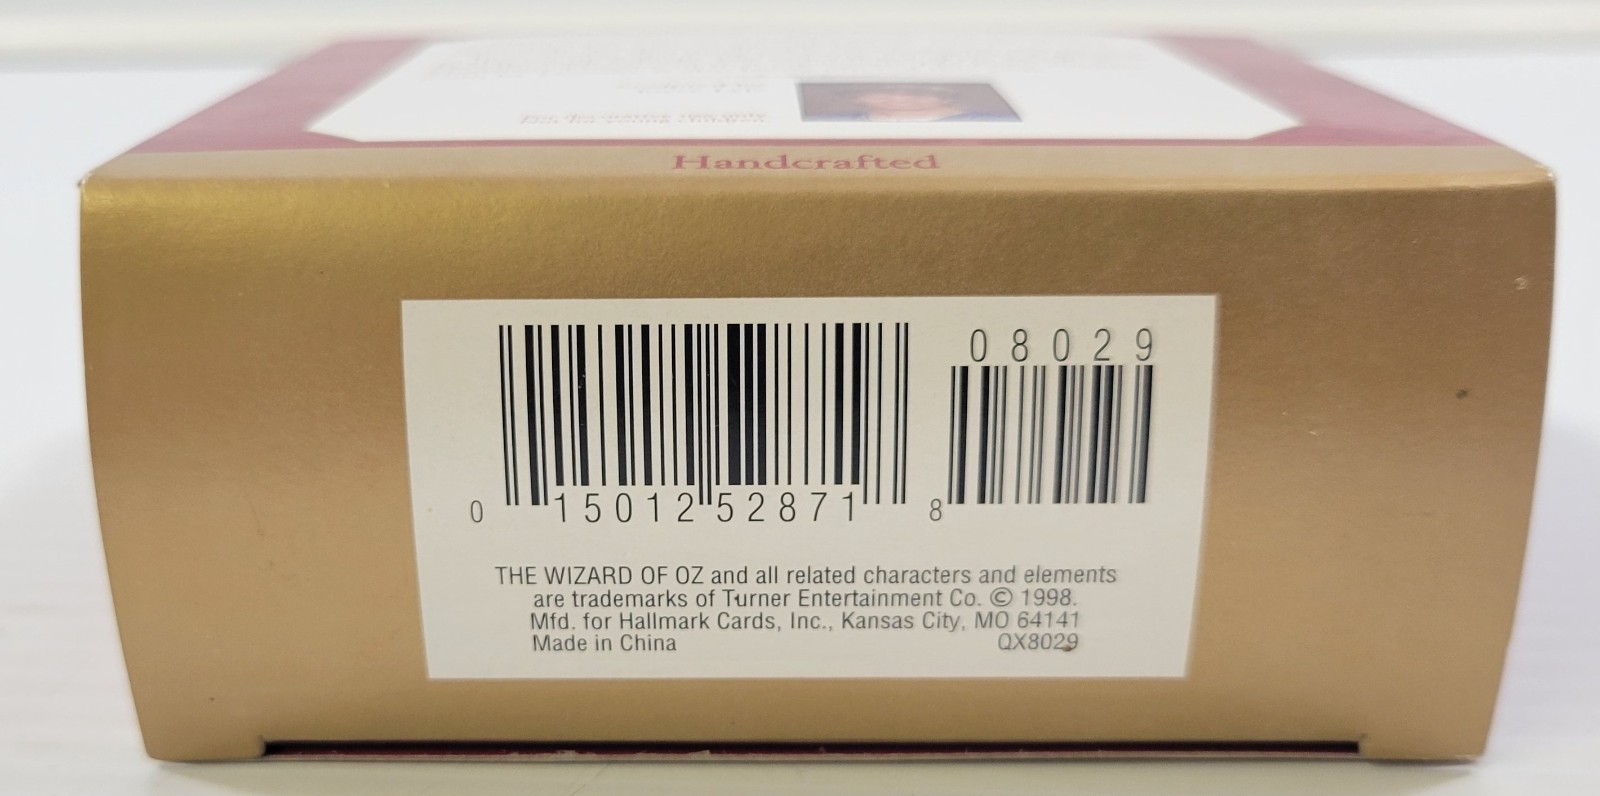 Handcrafted
08029
0 15012 52871 8
THE WIZARD OF OZ and all related characters and elements
are trademarks of Turner Entertainment Co. © 1998.
Mfd. for Hallmark Cards, Inc., Kansas City, MO 64141
Made in China QX8029